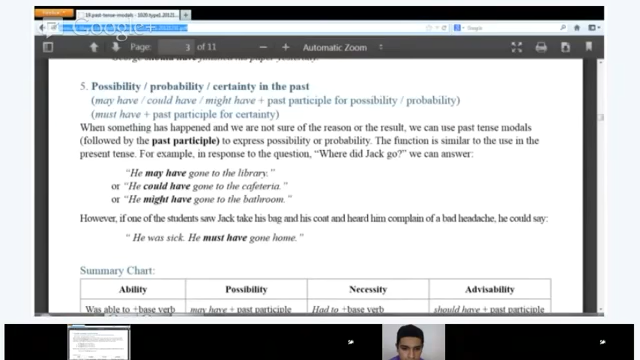 Google+
Page: 3 of 11
Automatic Zoom
5. Possibility / probability / certainty in the past
(may have / could have / might have + past participle for possibility / probability)
(must have + past participle for certainty)
When something has happened and we are not sure of the reason or the result, we can use past tense modals
(followed by the past participle) to express possibility or probability. The function is similar to the use in the
present tense. For example, in response to the question, “Where did Jack go?” we can answer:
“He may have gone to the library.”
or “He could have gone to the cafeteria.”
or “He might have gone to the bathroom.”
However, if one of the students saw Jack take his bag and his coat and heard him complain of a bad headache, he could say:
“ He was sick. He must have gone home.”
Summary Chart:
Ability Possibility Necessity Advisability
Was able to +base verb may have + past participle Had to +base verb should have + past participle